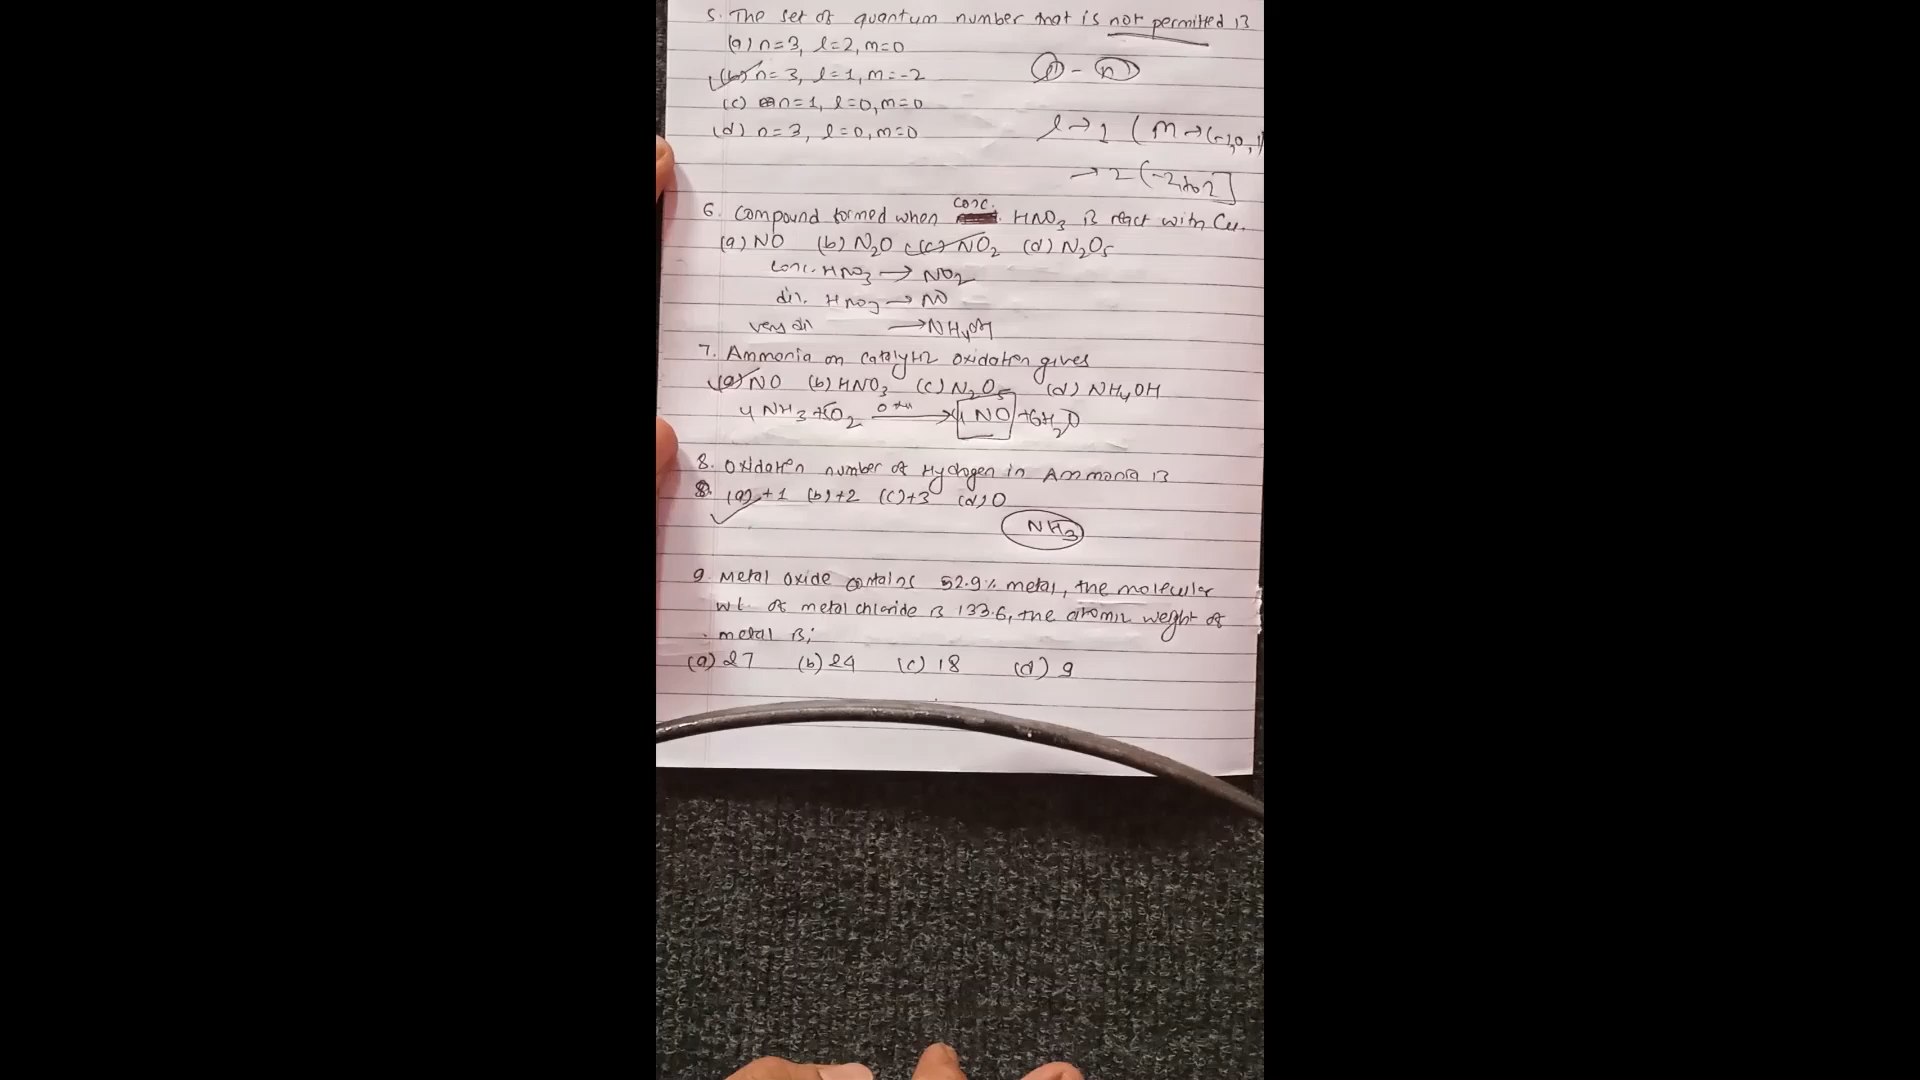 5. The set of quantum number that is not permitted is
(a) n=3, l=2, m=0
(b) n=3, l=1, m=-2
(c) n=1, l=0, m=0
(d) n=3, l=0, m=0
l→1 (m→(-1,0,1)
→2(-2 to 2]
6. Compound formed when conc. HNO3 is react with Cu.
(a) NO (b) N2O (c) NO2 (d) N2O5
conc. HNO3 → NO2
dil. HNO3 → NO
very dil → NH4OH
7. Ammonia on catalytic oxidation gives
(a) NO (b) HNO3 (c) N2O5 (d) NH4OH
4 NH3 + 5O2 → 4 NO + 6H2O
8. Oxidation number of Hydrogen in Ammonia is
(a) +1 (b) +2 (c) +3 (d) 0
NH3
9. Metal oxide contains 52.9% metal, the molecular
wt. of metal chloride is 133.6, the atomic weight of
metal is;
(a) 27 (b) 24 (c) 18 (d) 9